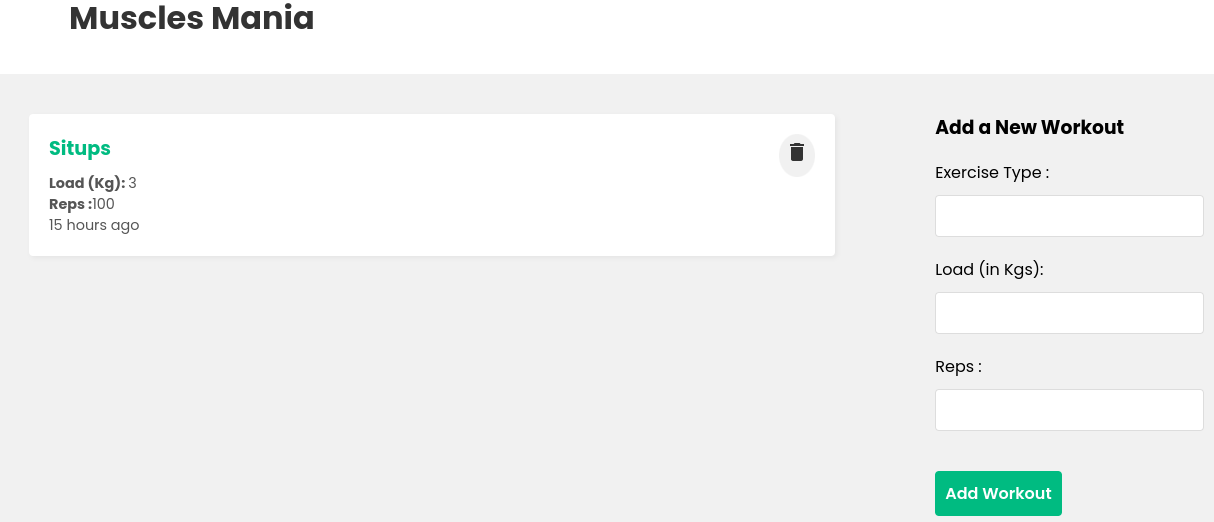 Muscles Mania
Situps
Load (Kg): 3
Reps :100
15 hours ago
Add a New Workout
Exercise Type :
Load (in Kgs):
Reps :
Add Workout